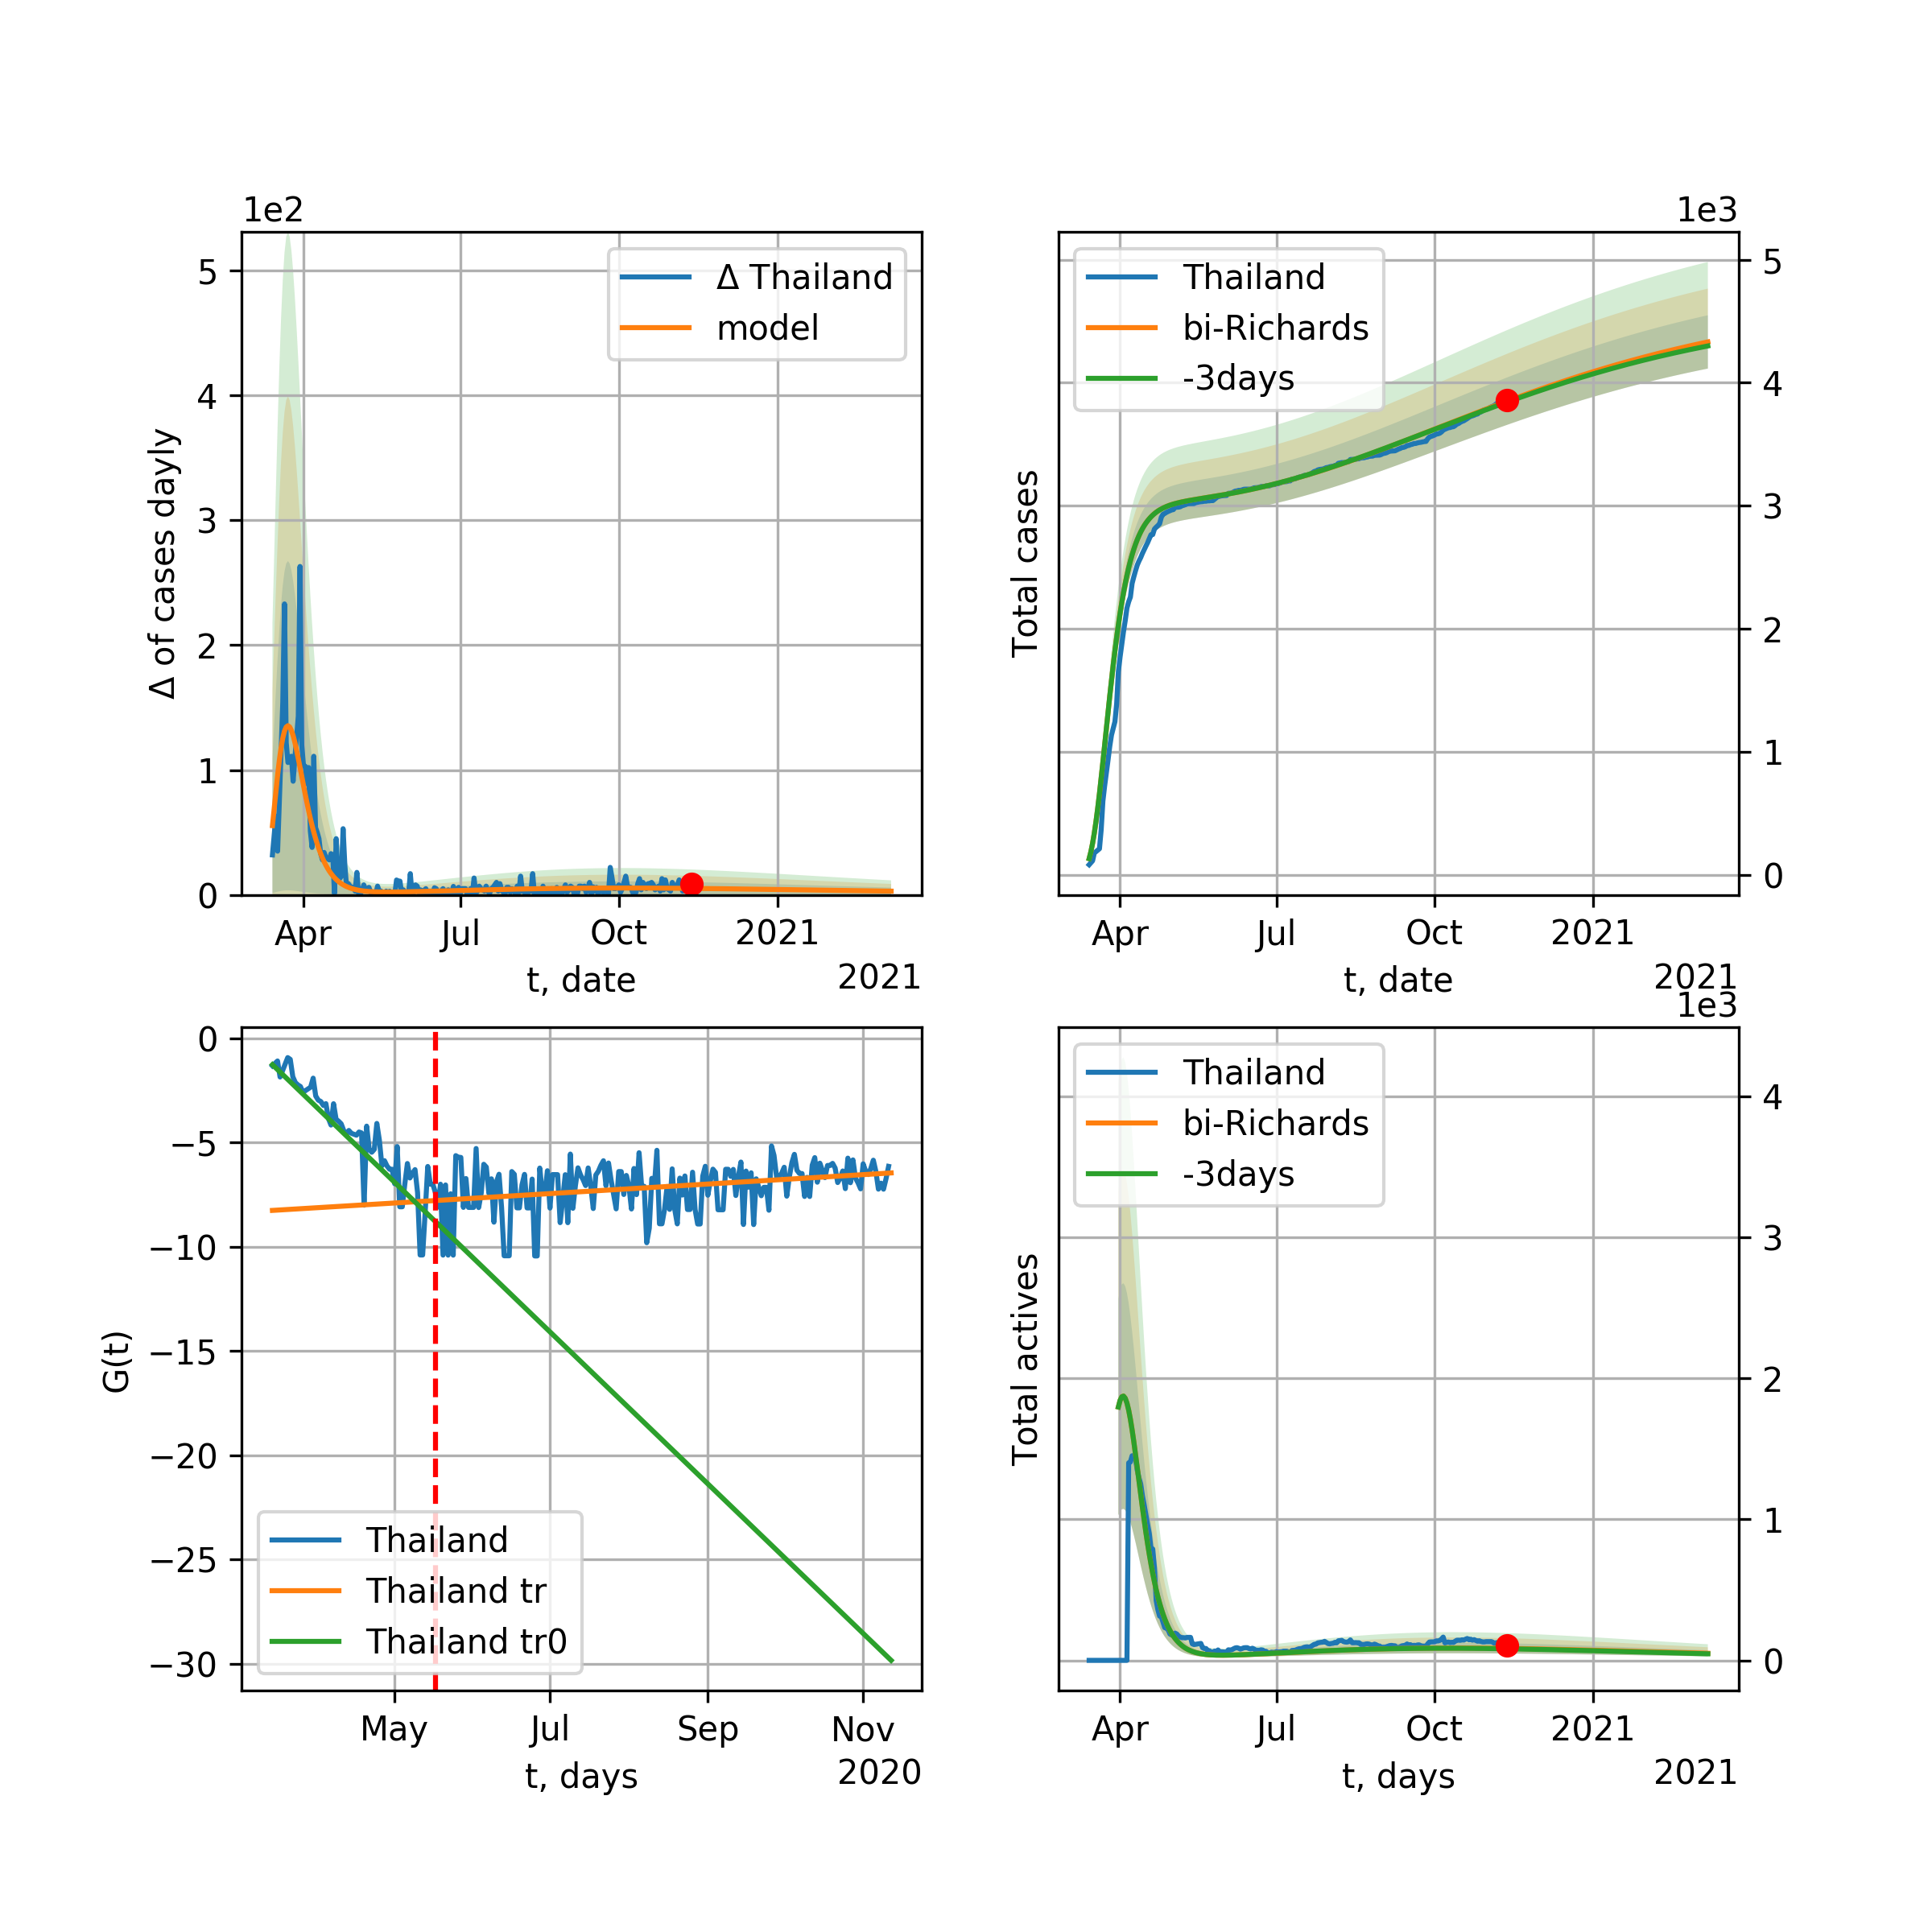 1e2
5
4
3
2
1
0
Δ of cases dayly
Δ Thailand
model
Apr
Jul
Oct
2021
t, date
2021
1e3
5
4
3
2
1
0
Total cases
Thailand
bi-Richards
-3days
Apr
Jul
Oct
2021
t, date
2021
0
−5
−10
−15
−20
−25
−30
G(t)
Thailand
Thailand tr
Thailand tr0
May
Jul
Sep
Nov
t, days
2020
1e3
4
3
2
1
0
Total actives
Thailand
bi-Richards
-3days
Apr
Jul
Oct
2021
t, days
2021